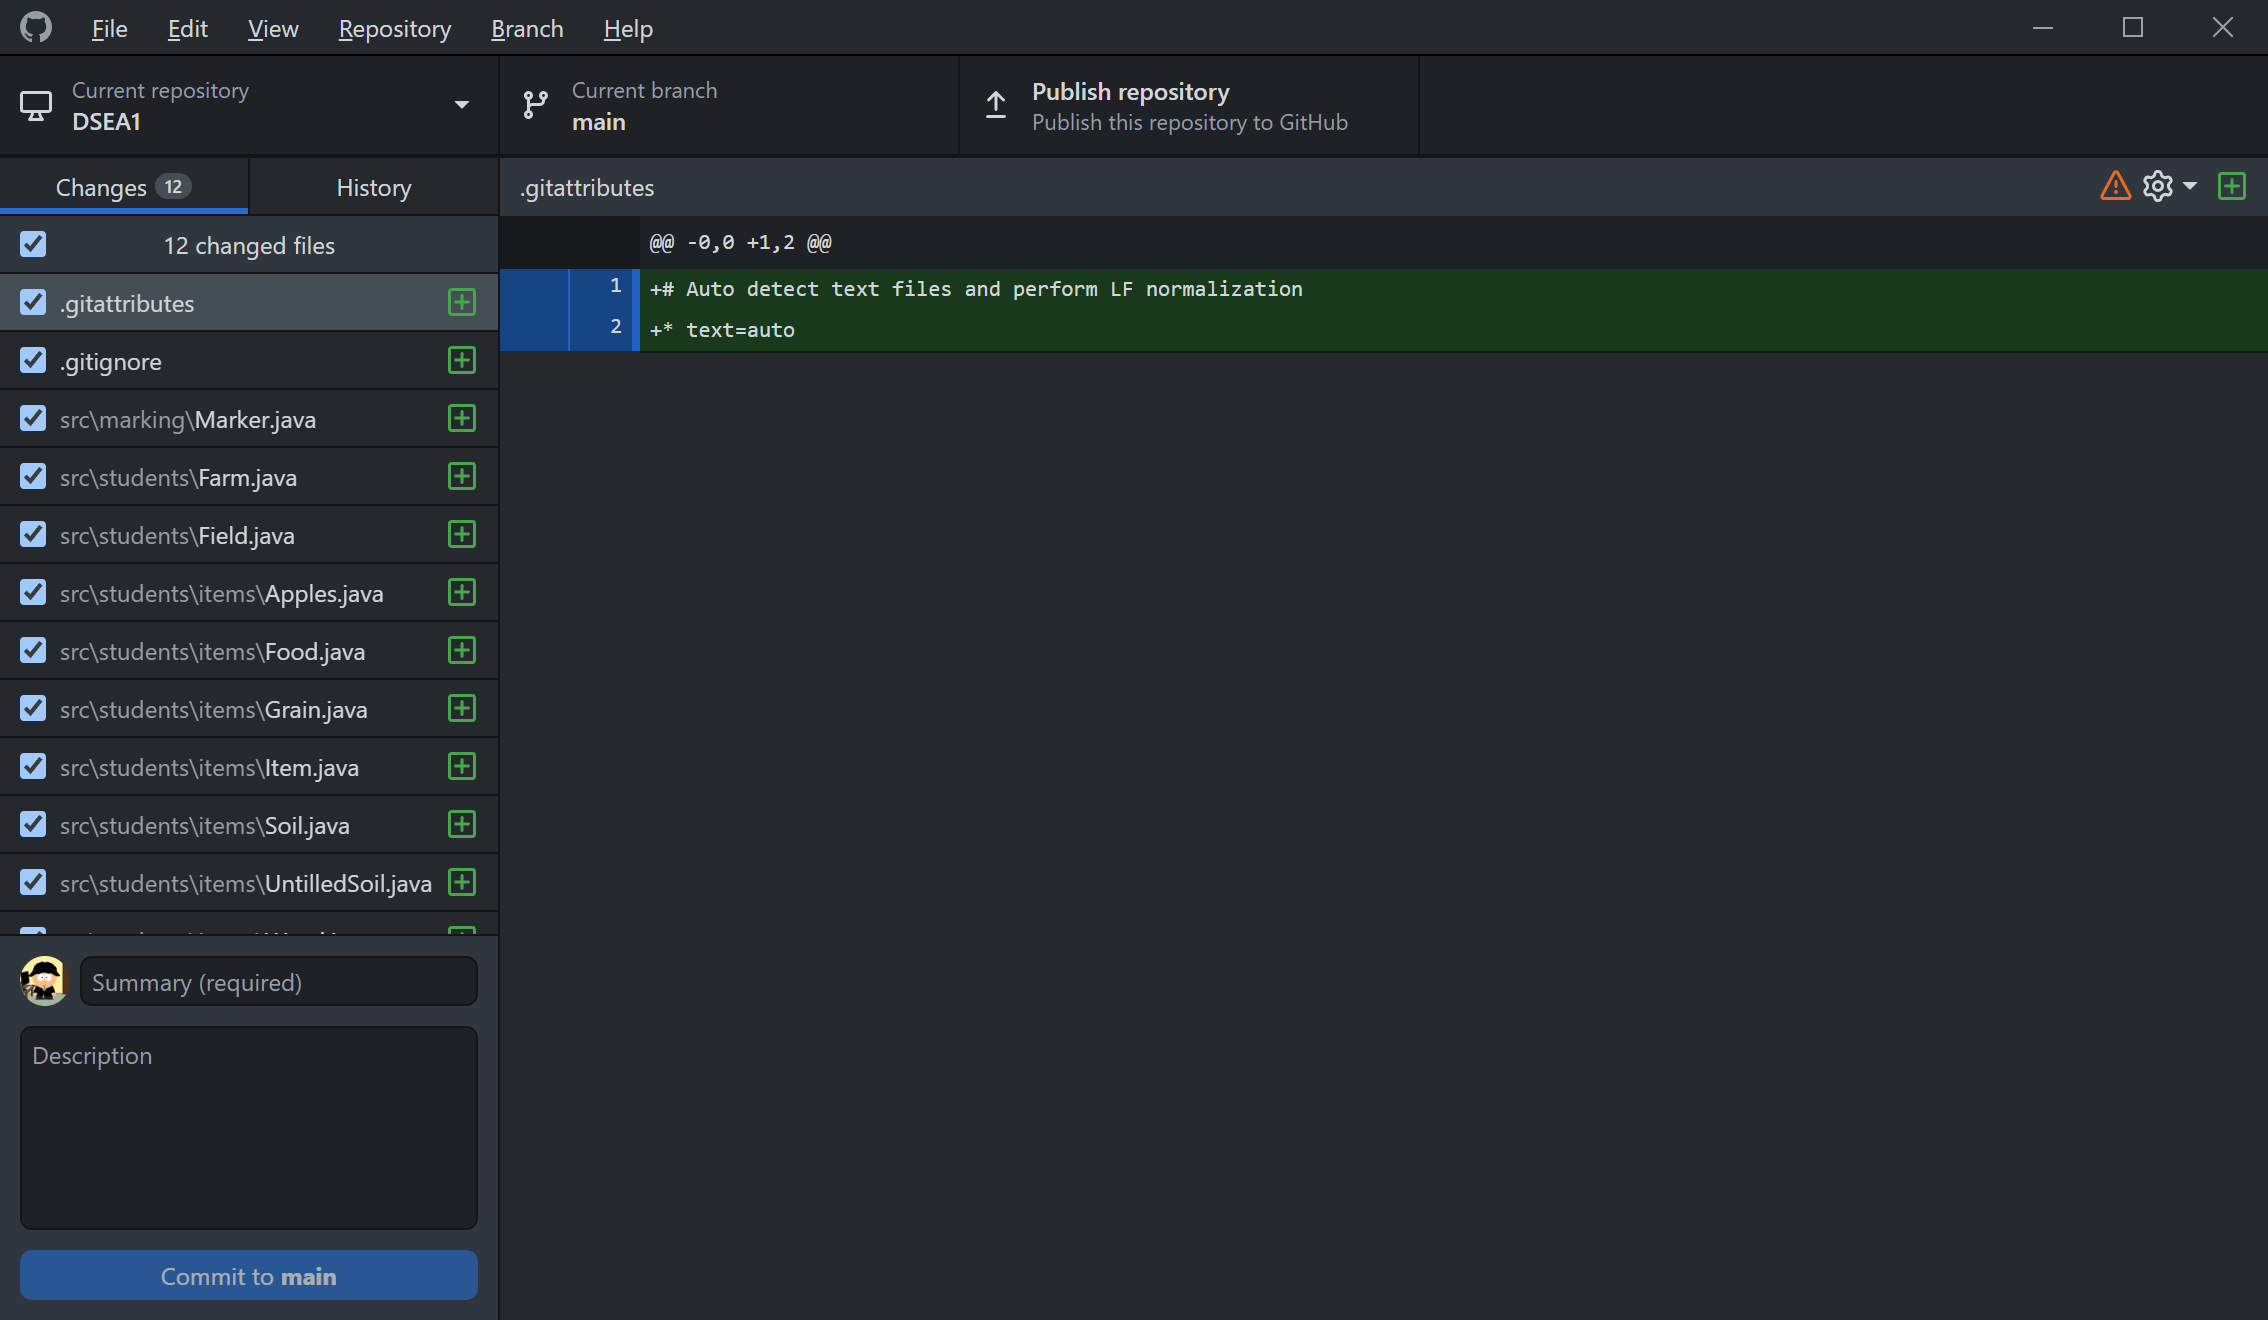 File Edit View Repository Branch Help
Current repository
DSEA1
Current branch
main
Publish repository
Publish this repository to GitHub
Changes 12
History
.gitattributes
12 changed files
@@ -0,0 +1,2 @@
1 +# Auto detect text files and perform LF normalization
2 +* text=auto
.gitattributes
.gitignore
src\marking\Marker.java
src\students\Farm.java
src\students\Field.java
src\students\items\Apples.java
src\students\items\Food.java
src\students\items\Grain.java
src\students\items\Item.java
src\students\items\Soil.java
src\students\items\UntilledSoil.java
Summary (required)
Description
Commit to main